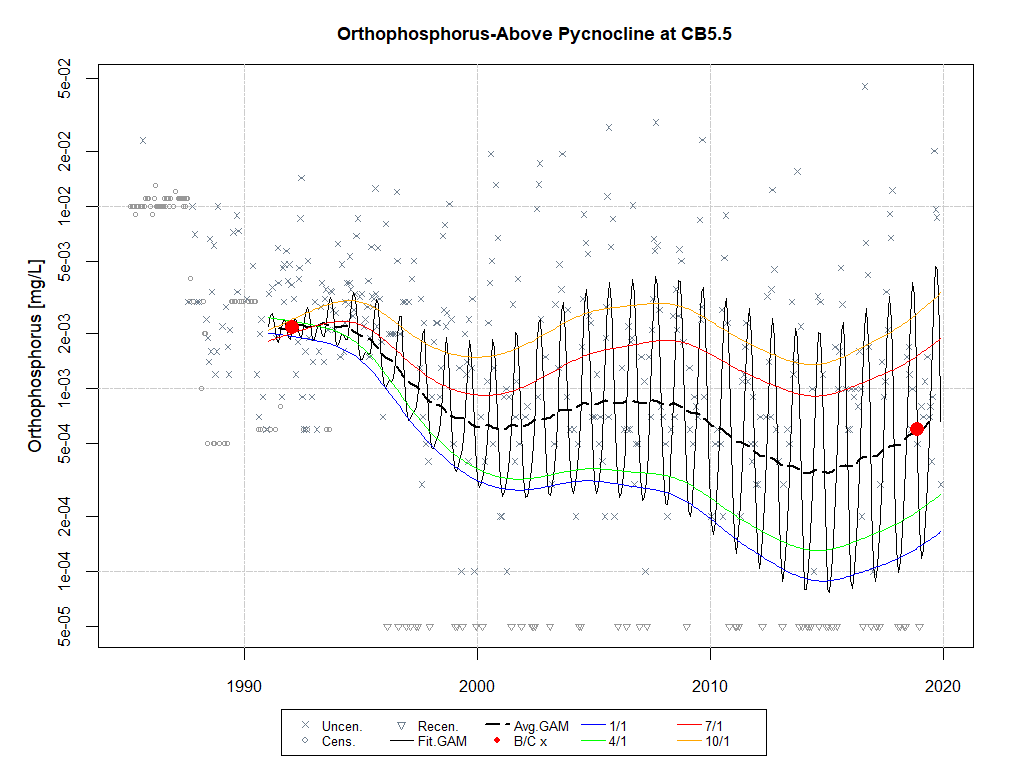 Orthophosphorus-Above Pycnocline at CB5.5
Orthophosphorus [mg/L]
5e-02
2e-02
1e-02
5e-03
2e-03
1e-03
5e-04
2e-04
1e-04
5e-05
1990 2000 2010 2020
Uncen. Recen. Avg.GAM 1/1 7/1
Cens. Fit.GAM B/C x 4/1 10/1